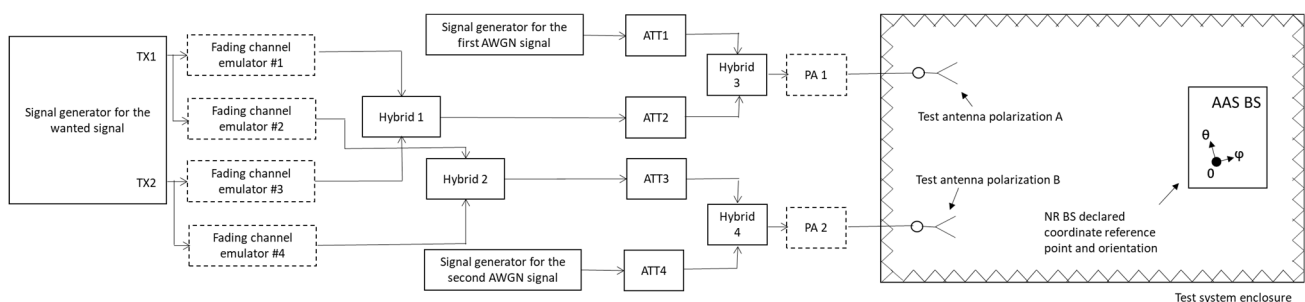 Signal generator for the
wanted signal
TX1
TX2
Fading channel
emulator #1
Fading channel
emulator #2
Fading channel
emulator #3
Fading channel
emulator #4
Hybrid 1
Hybrid 2
Signal generator for the
first AWGN signal
Signal generator for the
second AWGN signal
ATT1
ATT2
ATT3
ATT4
Hybrid
3
Hybrid
4
PA 1
PA 2
Test antenna polarization A
Test antenna polarization B
AAS BS
θ
φ
0
NR BS declared
coordinate reference
point and orientation
Test system enclosure